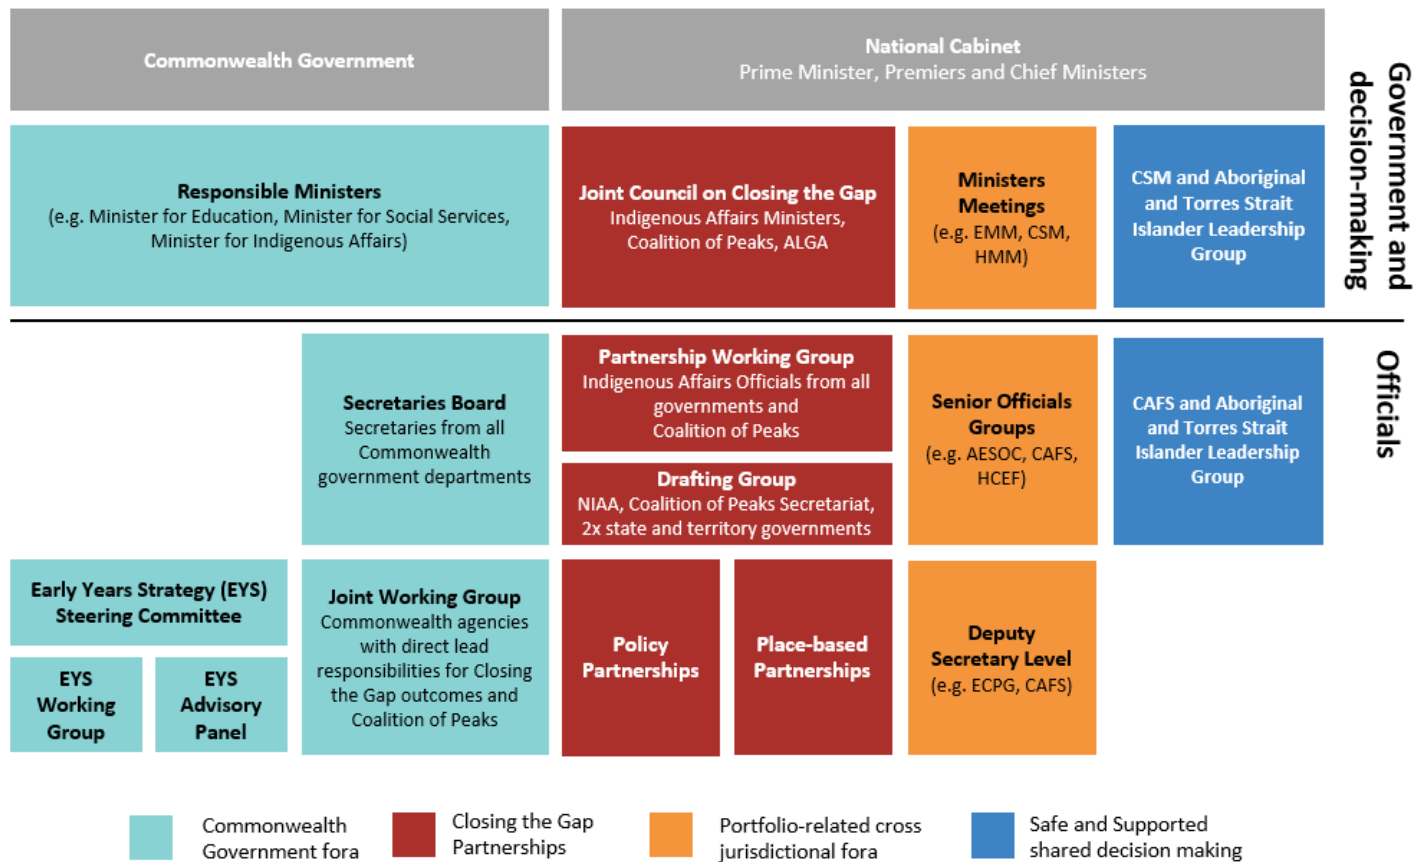 Commonwealth Government
National Cabinet
Prime Minister, Premiers and Chief Ministers
Government and
decision-making
Responsible Ministers
(e.g. Minister for Education, Minister for Social Services,
Minister for Indigenous Affairs)
Joint Council on Closing the Gap
Indigenous Affairs Ministers,
Coalition of Peaks, ALGA
Ministers
Meetings
(e.g. EMM, CSM,
HMM)
CSM and Aboriginal
and Torres Strait
Islander Leadership
Group
Officials
Secretaries Board
Secretaries from all
Commonwealth
government departments
Partnership Working Group
Indigenous Affairs Officials from all
governments and
Coalition of Peaks
Drafting Group
NIAA, Coalition of Peaks Secretariat,
2x state and territory governments
Senior Officials
Groups
(e.g. AESOC, CAFS,
HCEF)
CAFS and Aboriginal
and Torres Strait
Islander Leadership
Group
Early Years Strategy (EYS)
Steering Committee
EYS
Working
Group
EYS
Advisory
Panel
Joint Working Group
Commonwealth agencies
with direct lead
responsibilities for Closing
the Gap outcomes and
Coalition of Peaks
Policy
Partnerships
Place-based
Partnerships
Deputy
Secretary Level
(e.g. ECPG, CAFS)
Commonwealth
Government fora
Closing the Gap
Partnerships
Portfolio-related cross
jurisdictional fora
Safe and Supported
shared decision making